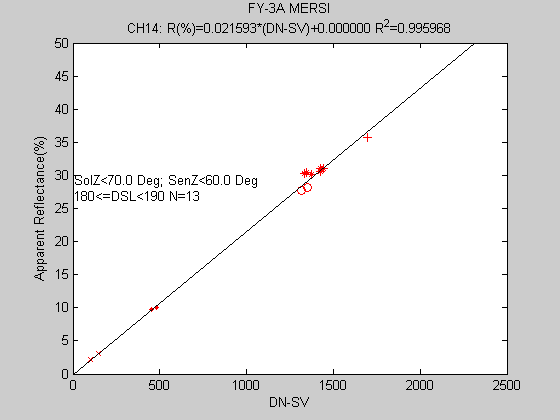 FY-3A MERSI
CH14: R(%)=0.021593*(DN-SV)+0.000000 R2=0.995968
50
45
40
35
30
25
20
15
10
5
0
Apparent Reflectance(%)
SolZ<70.0 Deg; SenZ<60.0 Deg
180<=DSL<190 N=13
0 500 1000 1500 2000 2500
DN-SV